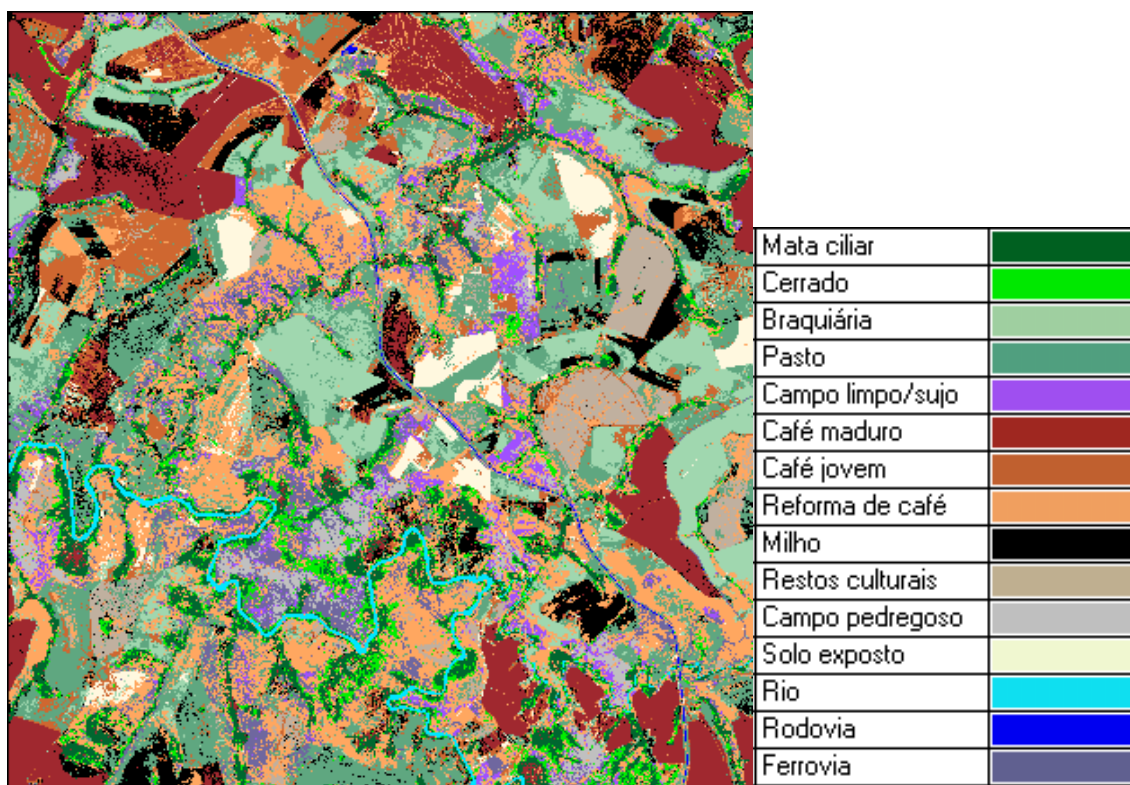 Mata ciliar
Cerrado
Braquiária
Pasto
Campo limpo/sujo
Café maduro
Café jovem
Reforma de café
Milho
Restos culturais
Campo pedregoso
Solo exposto
Rio
Rodovia
Ferrovia